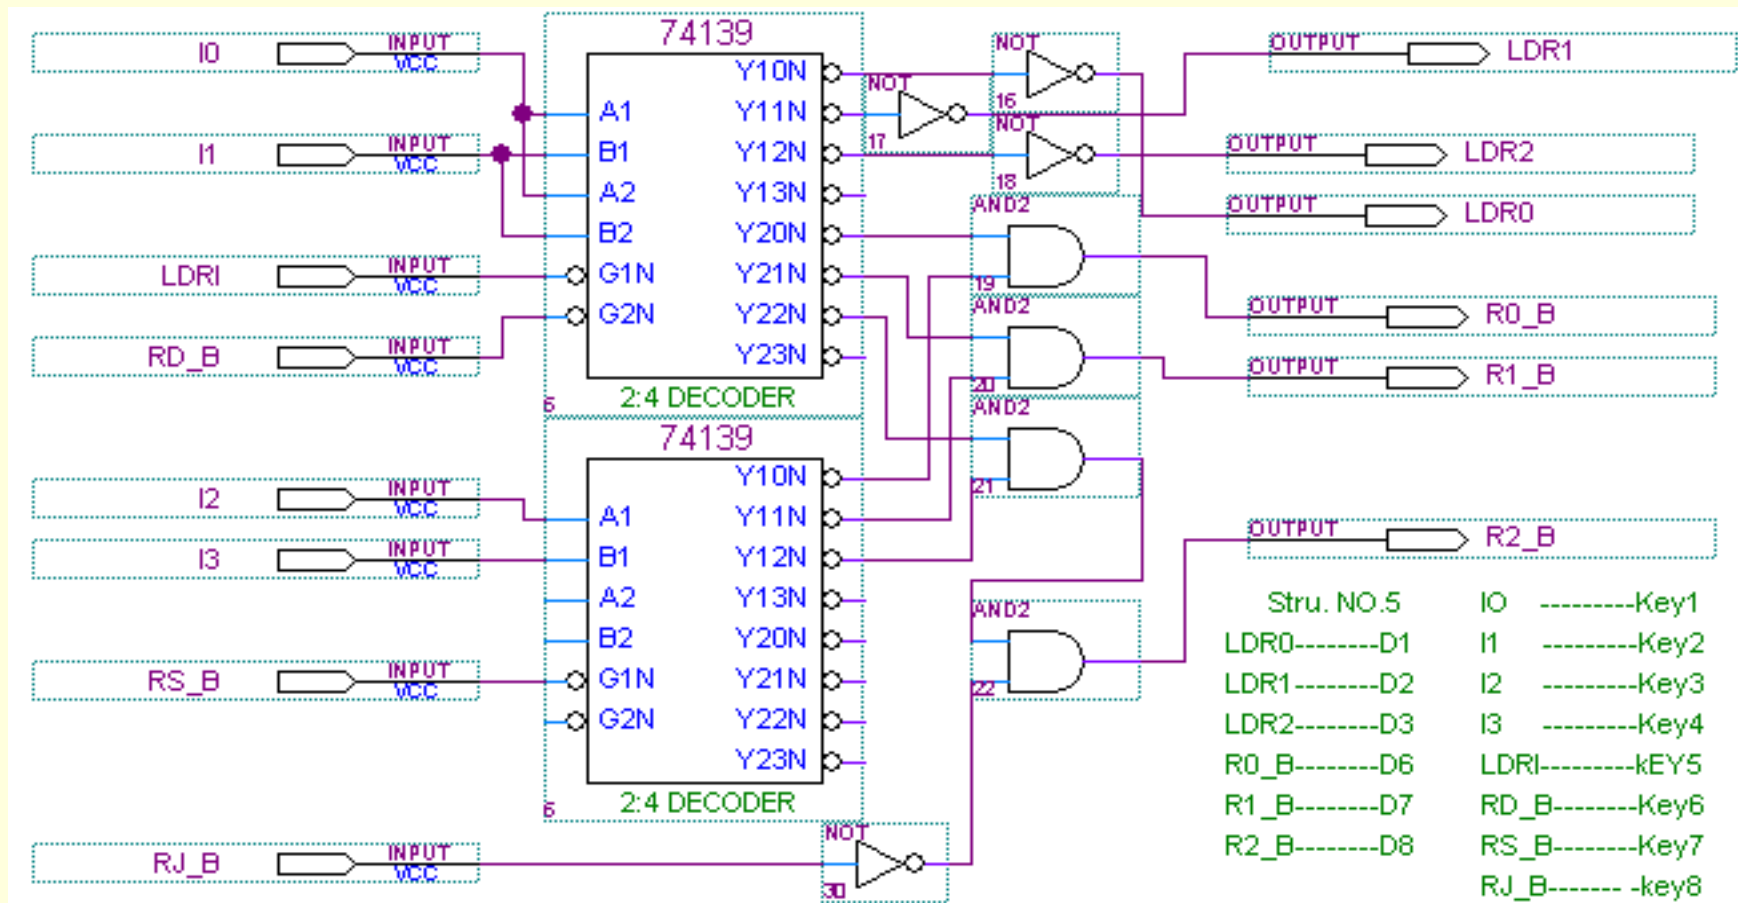 I0
INPUT
VCC
I1
INPUT
VCC
LDRI
INPUT
VCC
RD_B
INPUT
VCC
74139
A1
B1
A2
B2
G1N
G2N
Y10N
Y11N
Y12N
Y13N
Y20N
Y21N
Y22N
Y23N
6
2:4 DECODER
I2
INPUT
VCC
I3
INPUT
VCC
RS_B
INPUT
VCC
74139
A1
B1
A2
B2
G1N
G2N
Y10N
Y11N
Y12N
Y13N
Y20N
Y21N
Y22N
Y23N
6
2:4 DECODER
RJ_B
INPUT
VCC
NOT
30
NOT
16
NOT
17
NOT
18
AND2
19
AND2
20
AND2
21
AND2
22
OUTPUT
LDR1
OUTPUT
LDR2
OUTPUT
LDR0
OUTPUT
R0_B
OUTPUT
R1_B
OUTPUT
R2_B
Stru. NO.5
LDR0--------D1
LDR1--------D2
LDR2--------D3
R0_B--------D6
R1_B--------D7
R2_B--------D8
IO ---------Key1
I1 ---------Key2
I2 ---------Key3
I3 ---------Key4
LDRI---------kEY5
RD_B-------Key6
RS_B-------Key7
RJ_B------- -key8